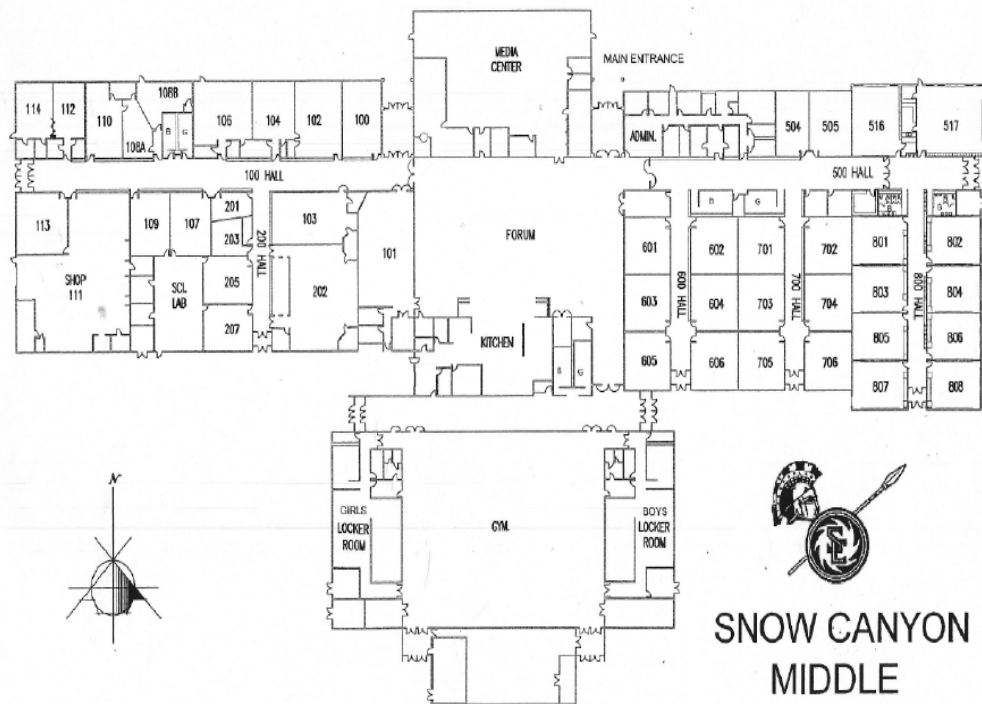 MEDIA
CENTER
MAIN ENTRANCE
114
112
110
108B
108A
B
G
106
104
102
100
ADMIN.
504
505
516
517
100 HALL
500 HALL
113
109
107
201
203
200 HALL
103
101
FORUM
601
B
G
602
701
702
801
802
SHOP
111
SCI.
LAB
205
202
603
600 HALL
604
703
700 HALL
704
803
800 HALL
804
207
KITCHEN
B
G
605
606
705
706
805
806
807
808
N
GIRLS
LOCKER
ROOM
GYM.
BOYS
LOCKER
ROOM
SC
SNOW CANYON
MIDDLE